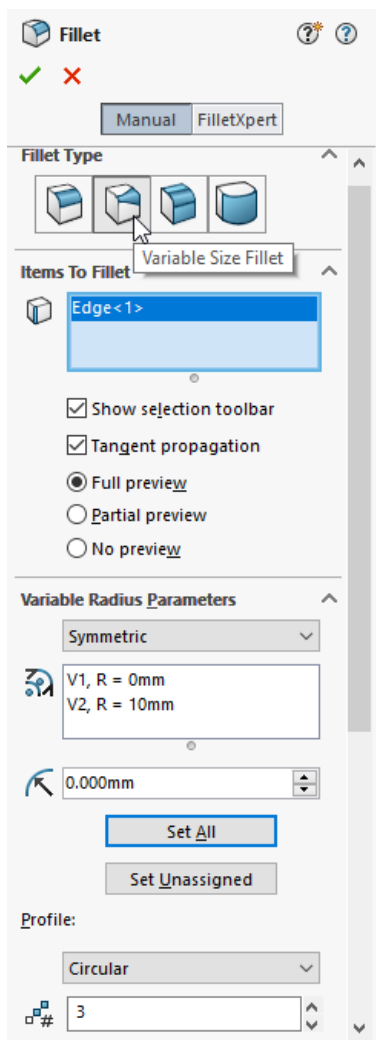 Fillet
Manual FilletXpert
Fillet Type
Variable Size Fillet
Items To Fillet
Edge<1>
Show selection toolbar
Tangent propagation
Full preview
Partial preview
No preview
Variable Radius Parameters
Symmetric
V1, R = 0mm
V2, R = 10mm
0.000mm
Set All
Set Unassigned
Profile:
Circular
# 3